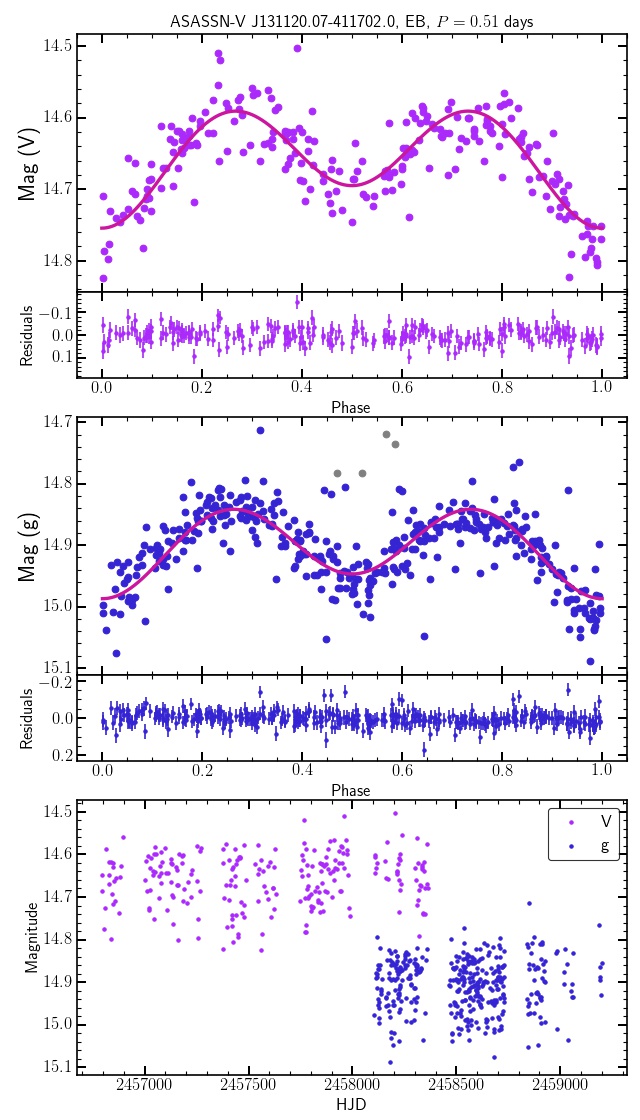 ASASSN-V J131120.07-411702.0, EB, P = 0.51 days
14.5
14.6
14.7
14.8
Mag (V)
−0.1
0.0
0.1
Residuals
0.0 0.2 0.4 0.6 0.8 1.0
Phase
14.7
14.8
14.9
15.0
15.1
Mag (g)
−0.2
0.0
0.2
Residuals
0.0 0.2 0.4 0.6 0.8 1.0
Phase
14.5
14.6
14.7
14.8
14.9
15.0
15.1
Magnitude
V
g
2457000 2457500 2458000 2458500 2459000
HJD